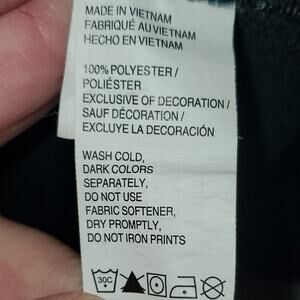 MADE IN VIETNAM
FABRIQUÉ AU VIETNAM
HECHO EN VIETNAM
100% POLYESTER /
POLIÉSTER
EXCLUSIVE OF DECORATION /
SAUF DÉCORATION /
EXCLUYE LA DECORACIÓN
WASH COLD,
DARK COLORS
SEPARATELY,
DO NOT USE
FABRIC SOFTENER,
DRY PROMPTLY,
DO NOT IRON PRINTS
30C